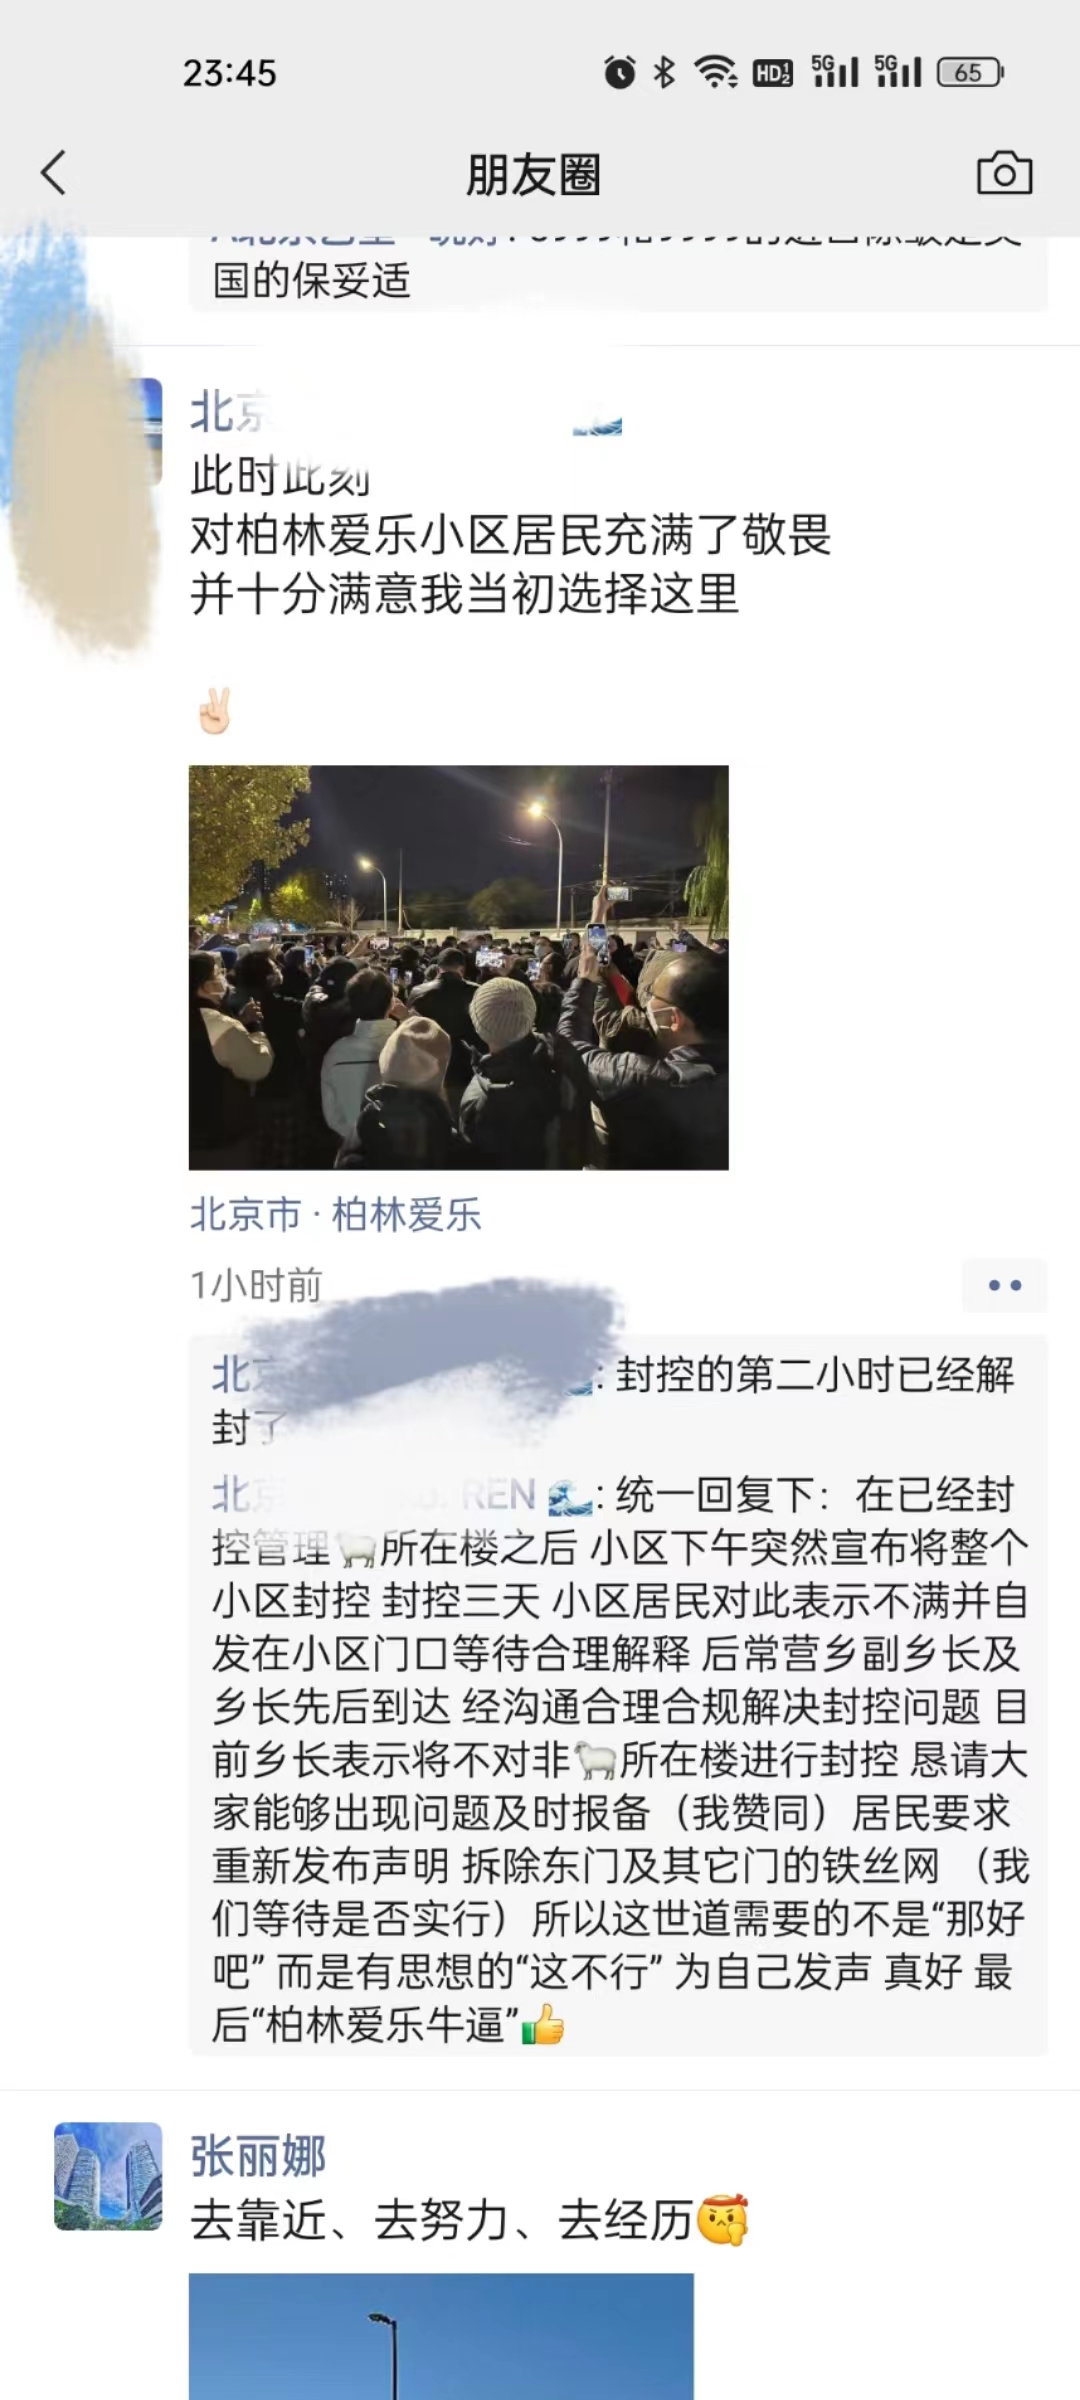 23:45
HD
5G
5G
65
朋友圈
国的保妥适
北京
此时此刻
对柏林爱乐小区居民充满了敬畏
并十分满意我当初选择这里
✌🏻
北京市 · 柏林爱乐
1小时前
北京 🌊: 封控的第二小时已经解
封了
北京 REN 🌊: 统一回复下：在已经封
控管理🐑所在楼之后 小区下午突然宣布将整个
小区封控 封控三天 小区居民对此表示不满并自
发在小区门口等待合理解释 后常营乡副乡长及
乡长先后到达 经沟通合理合规解决封控问题 目
前乡长表示将不对非🐑所在楼进行封控 恳请大
家能够出现问题及时报备（我赞同）居民要求
重新发布声明 拆除东门及其它门的铁丝网 （我
们等待是否实行）所以这世道需要的不是“那好
吧” 而是有思想的“这不行” 为自己发声 真好 最
后“柏林爱乐牛逼”👍
张丽娜
去靠近、去努力、去经历